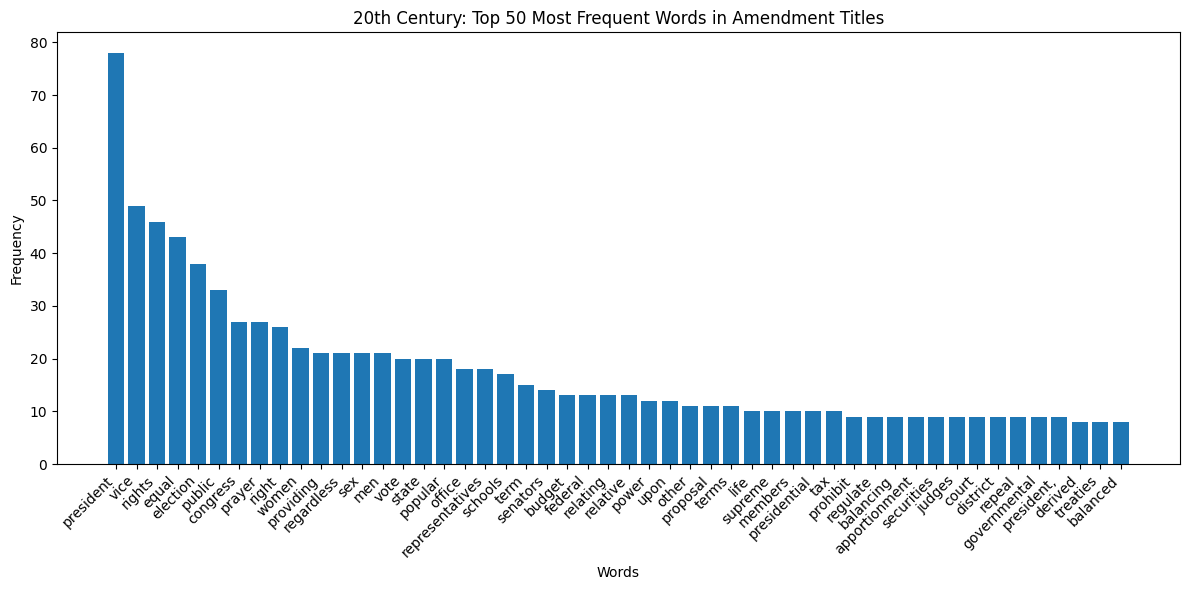 20th Century: Top 50 Most Frequent Words in Amendment Titles
80
70
60
50
40
30
20
10
0
Frequency
president
vice
rights
equal
election
public
congress
prayer
right
women
providing
regardless
sex
men
vote
state
popular
office
representatives
schools
term
senators
budget
federal
relating
relative
power
upon
other
proposal
terms
life
supreme
members
presidential
tax
prohibit
regulate
balancing
apportionment
securities
judges
court
district
repeal
governmental
president,
derived
treaties
balanced
Words